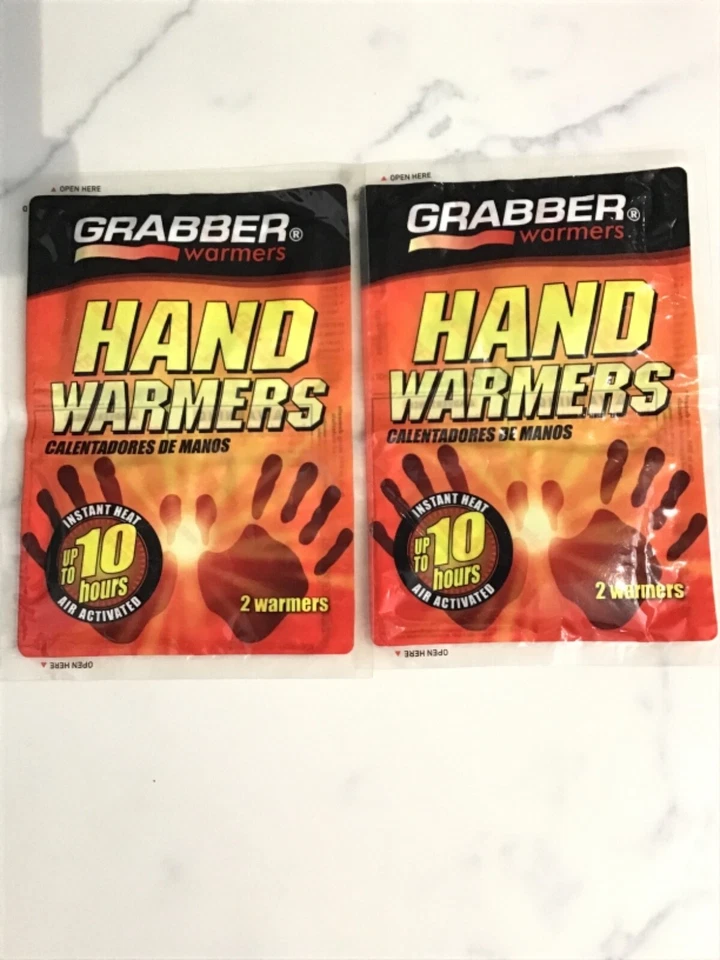 OPEN HERE
GRABBER®
warmers
HAND
WARMERS
CALENTADORES DE MANOS
INSTANT HEAT
UP TO 10 hours
AIR ACTIVATED
2 warmers
OPEN HERE
OPEN HERE
GRABBER®
warmers
HAND
WARMERS
CALENTADORES DE MANOS
INSTANT HEAT
UP TO 10 hours
AIR ACTIVATED
2 warmers
OPEN HERE